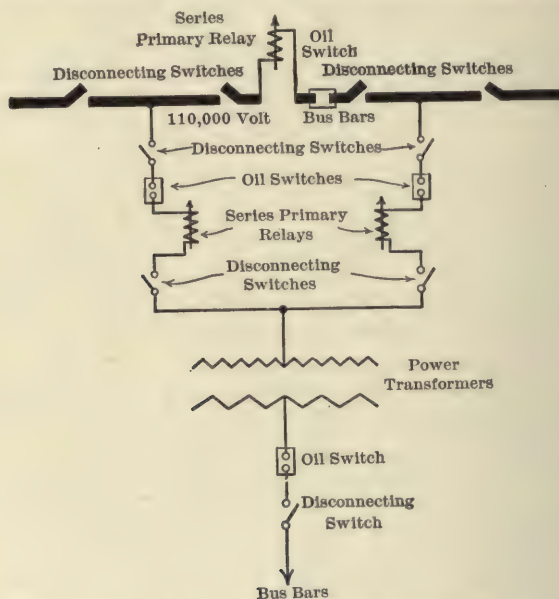 Series
Primary Relay
Oil
Switch
Disconnecting Switches
Disconnecting Switches
110,000 Volt
Bus Bars
Disconnecting Switches
Oil Switches
Series Primary
Relays
Disconnecting
Switches
Power
Transformers
Oil Switch
Disconnecting
Switch
Bus Bars